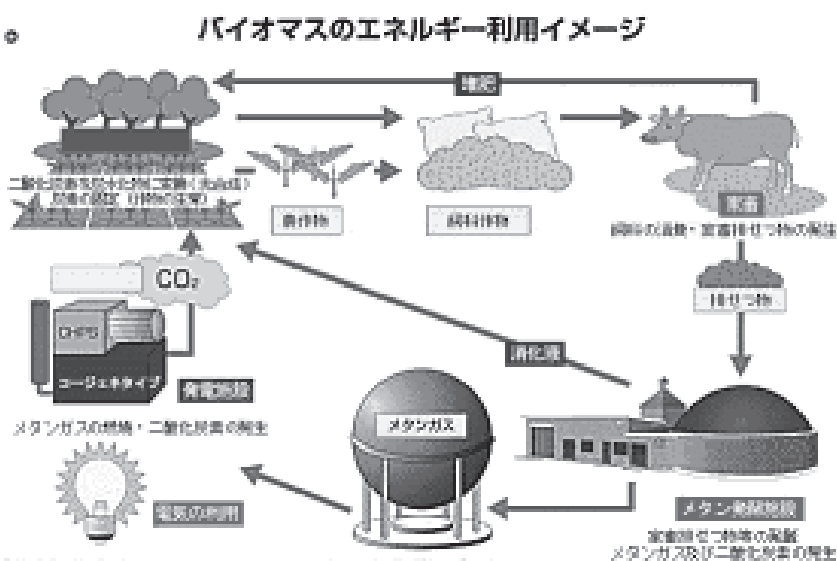 バイオマスのエネルギー利用イメージ
堆肥
農作物
飼料作物
家畜
飼料の消費・家畜排せつ物の発生
排せつ物
CO₂
CHPS
コージェネタイプ
発電施設
メタンガスの燃焼・二酸化炭素の発生
消化液
メタンガス
電気の利用
メタン発酵施設
家畜排せつ物等の発酵
メタンガス及び二酸化炭素の発生